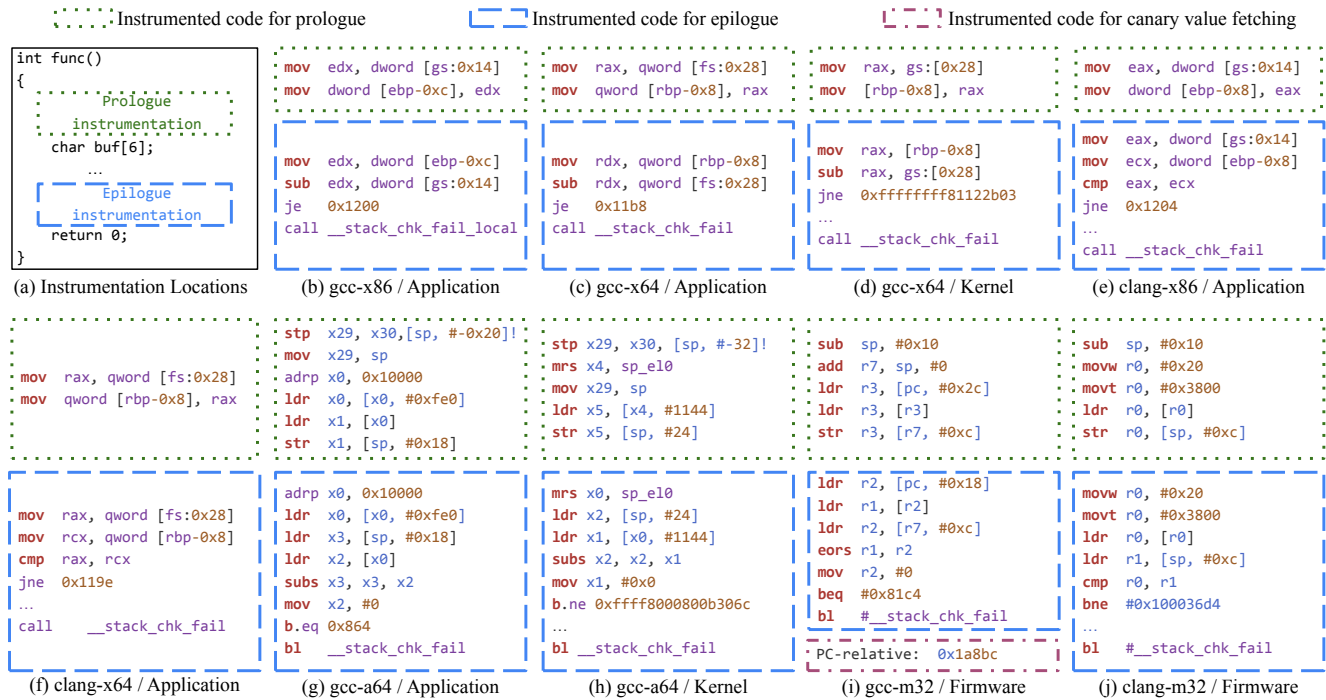 Instrumented code for prologue
Instrumented code for epilogue
Instrumented code for canary value fetching
int func()
{
Prologue
instrumentation
char buf[6];
…
Epilogue
instrumentation
return 0;
}
(a) Instrumentation Locations
mov edx, dword [gs:0x14]
mov dword [ebp-0xc], edx
mov edx, dword [ebp-0xc]
sub edx, dword [gs:0x14]
je 0x1200
call __stack_chk_fail_local
(b) gcc-x86 / Application
mov rax, qword [fs:0x28]
mov qword [rbp-0x8], rax
mov rdx, qword [rbp-0x8]
sub rdx, qword [fs:0x28]
je 0x11b8
call __stack_chk_fail
(c) gcc-x64 / Application
mov rax, gs:[0x28]
mov [rbp-0x8], rax
mov rax, [rbp-0x8]
sub rax, gs:[0x28]
jne 0xffffffff81122b03
…
call __stack_chk_fail
(d) gcc-x64 / Kernel
mov eax, dword [gs:0x14]
mov dword [ebp-0x8], eax
mov eax, dword [gs:0x14]
mov ecx, dword [ebp-0x8]
cmp eax, ecx
jne 0x1204
…
call __stack_chk_fail
(e) clang-x86 / Application
mov rax, qword [fs:0x28]
mov qword [rbp-0x8], rax
mov rax, qword [fs:0x28]
mov rcx, qword [rbp-0x8]
cmp rax, rcx
jne 0x119e
…
call __stack_chk_fail
(f) clang-x64 / Application
stp x29, x30,[sp, #-0x20]!
mov x29, sp
adrp x0, 0x10000
ldr x0, [x0, #0xfe0]
ldr x1, [x0]
str x1, [sp, #0x18]
adrp x0, 0x10000
ldr x0, [x0, #0xfe0]
ldr x3, [sp, #0x18]
ldr x2, [x0]
subs x3, x3, x2
mov x2, #0
b.eq 0x864
bl __stack_chk_fail
(g) gcc-a64 / Application
stp x29, x30, [sp, #-32]!
mrs x4, sp_el0
mov x29, sp
ldr x5, [x4, #1144]
str x5, [sp, #24]
mrs x0, sp_el0
ldr x2, [sp, #24]
ldr x1, [x0, #1144]
subs x2, x2, x1
mov x1, #0x0
b.ne 0xffff8000800b306c
…
bl __stack_chk_fail
(h) gcc-a64 / Kernel
sub sp, #0x10
add r7, sp, #0
ldr r3, [pc, #0x2c]
ldr r3, [r3]
str r3, [r7, #0xc]
ldr r2, [pc, #0x18]
ldr r1, [r2]
ldr r2, [r7, #0xc]
eors r1, r2
mov r2, #0
beq #0x81c4
bl #__stack_chk_fail
PC-relative: 0x1a8bc
(i) gcc-m32 / Firmware
sub sp, #0x10
movw r0, #0x20
movt r0, #0x3800
ldr r0, [r0]
str r0, [sp, #0xc]
movw r0, #0x20
movt r0, #0x3800
ldr r0, [r0]
ldr r1, [sp, #0xc]
cmp r0, r1
bne #0x100036d4
…
bl #__stack_chk_fail
(j) clang-m32 / Firmware